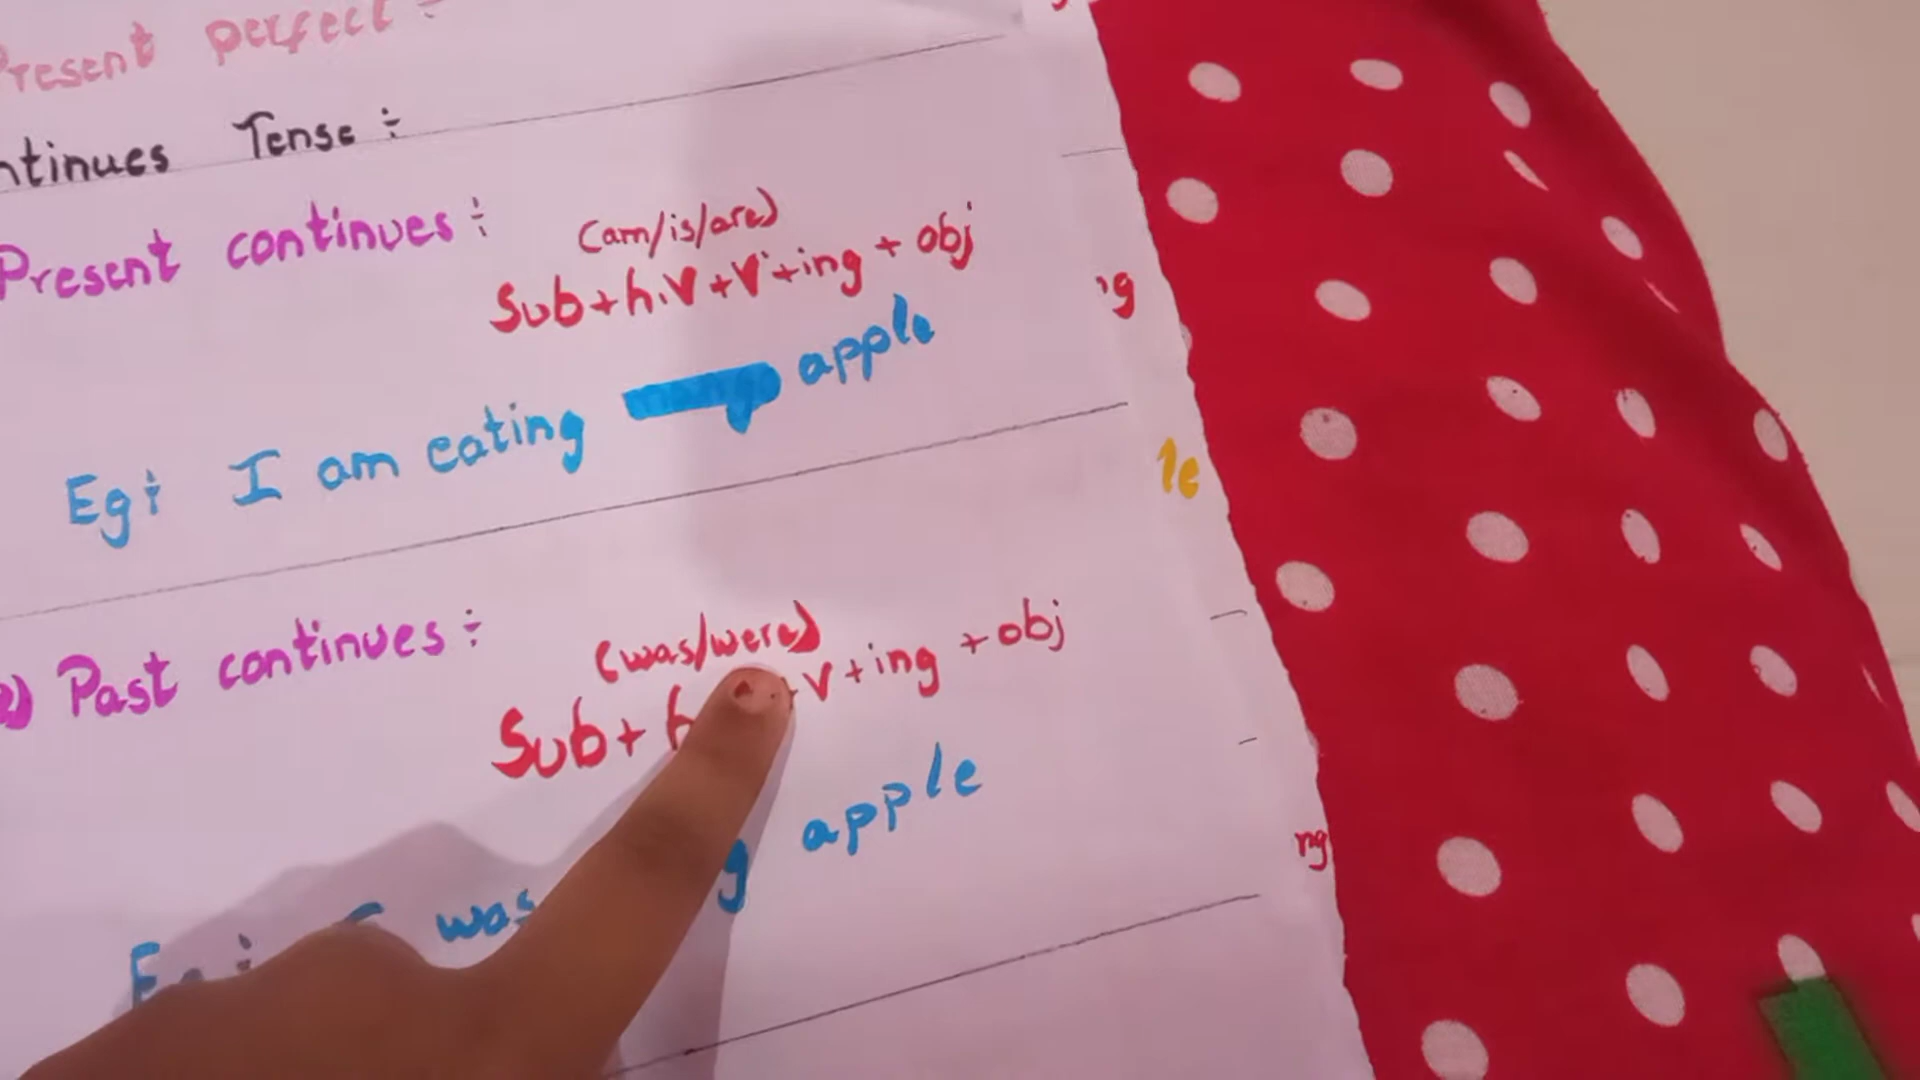 Present perfect ÷
ntinues Tense ÷
Present continues ÷
(am/is/are)
Sub+h.V+V+ing + obj
Eg: I am eating apple
2) Past continues ÷
(was/were)
Sub+ h +V+ing +obj
was apple